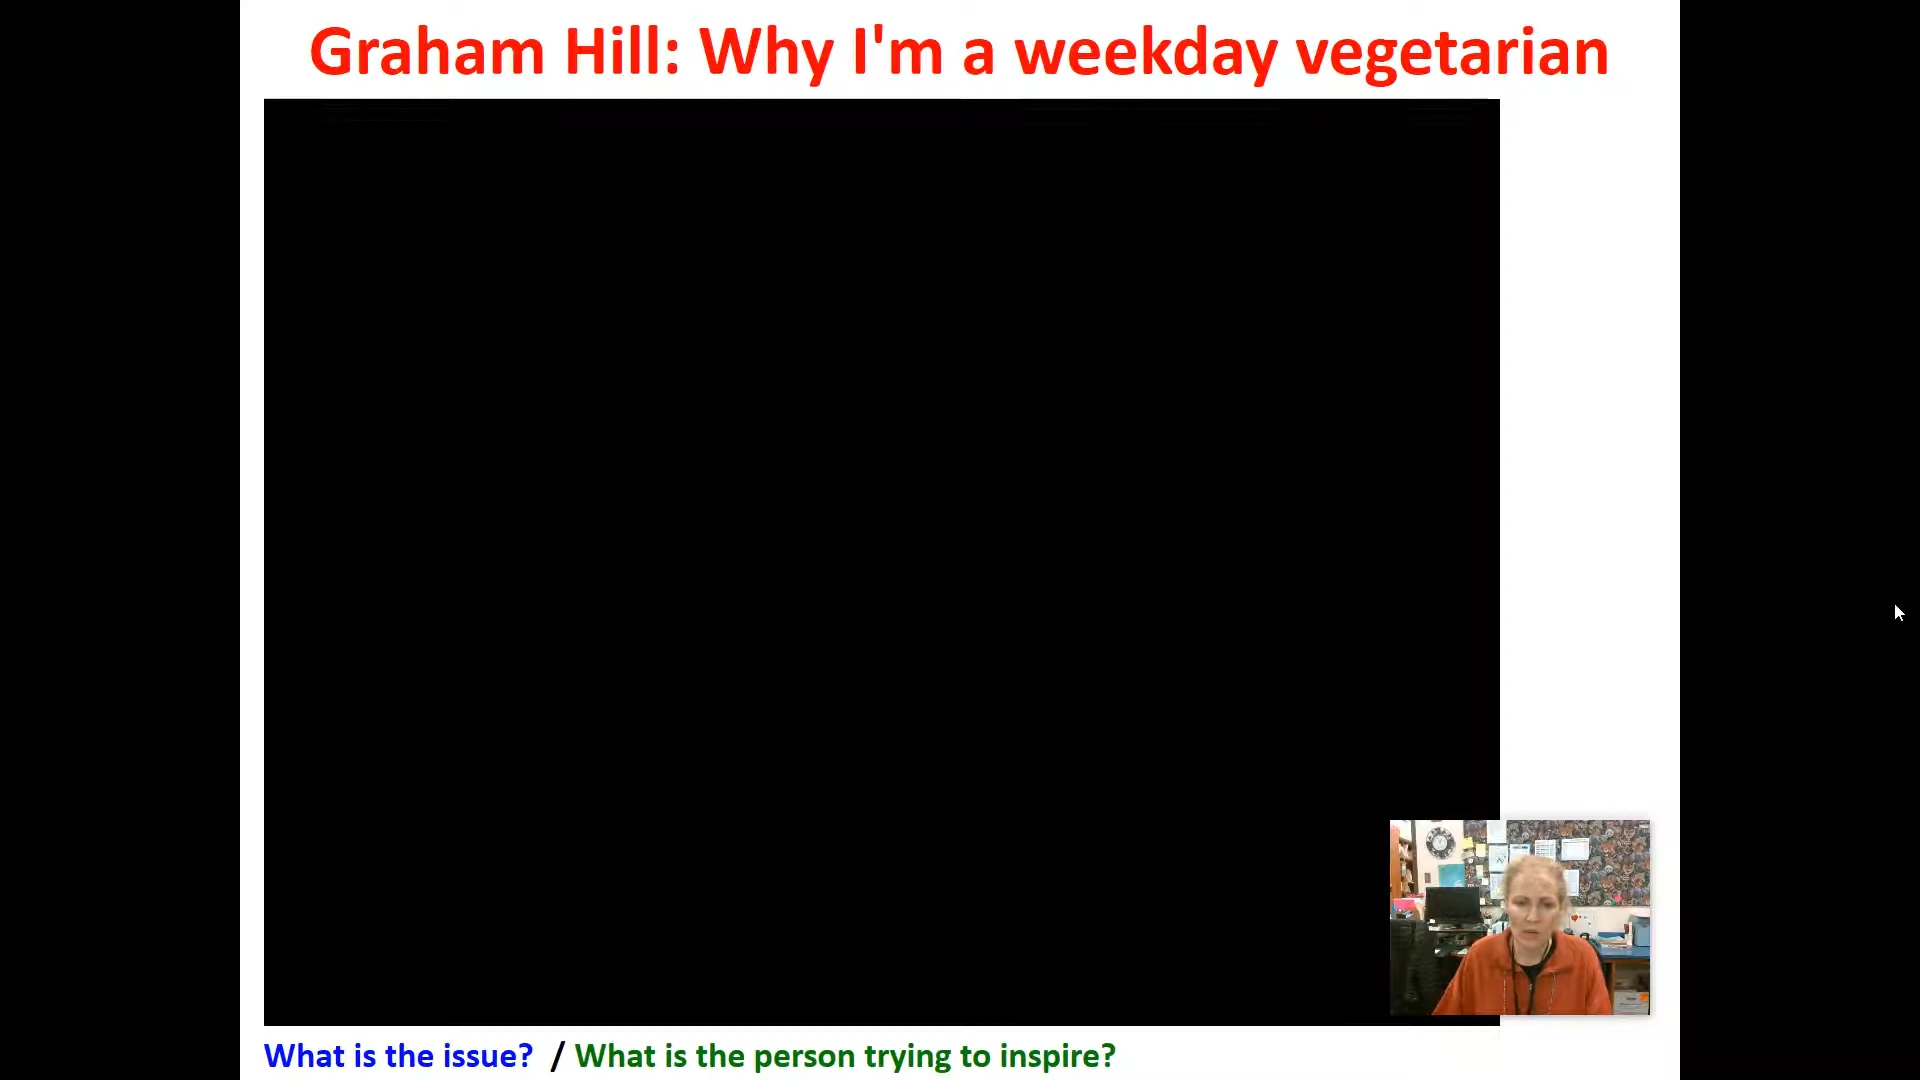 Graham Hill: Why I'm a weekday vegetarian
What is the issue? / What is the person trying to inspire?